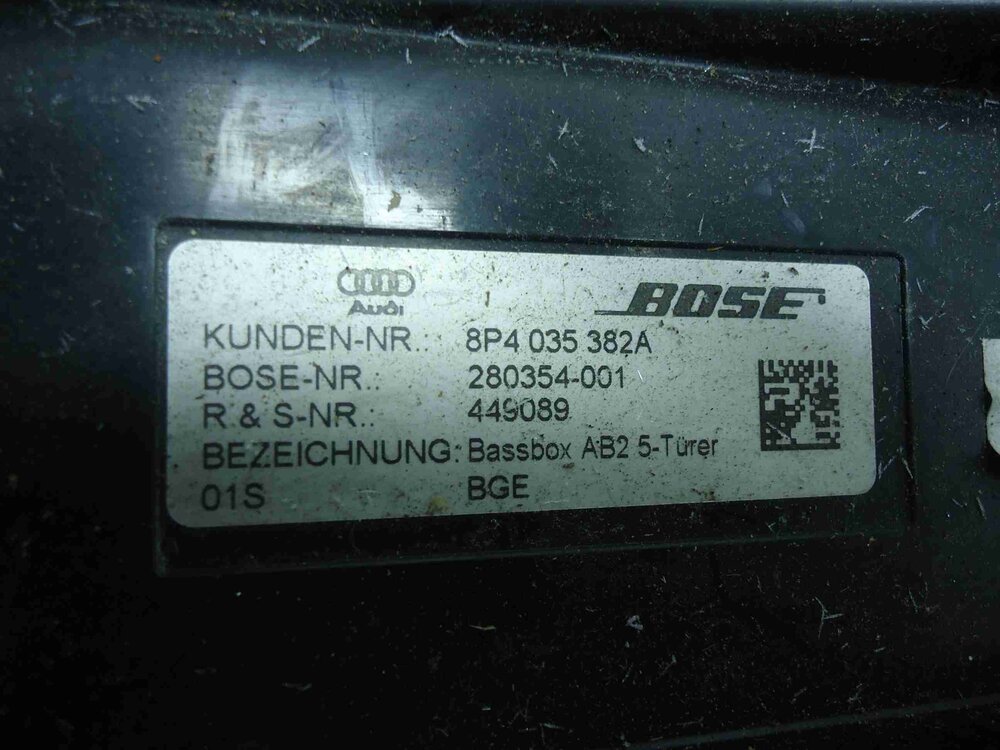 Audi
BOSE
KUNDEN-NR.: 8P4 035 382A
BOSE-NR.: 280354-001
R & S-NR.: 449089
BEZEICHNUNG: Bassbox AB2 5-Türer
01S BGE